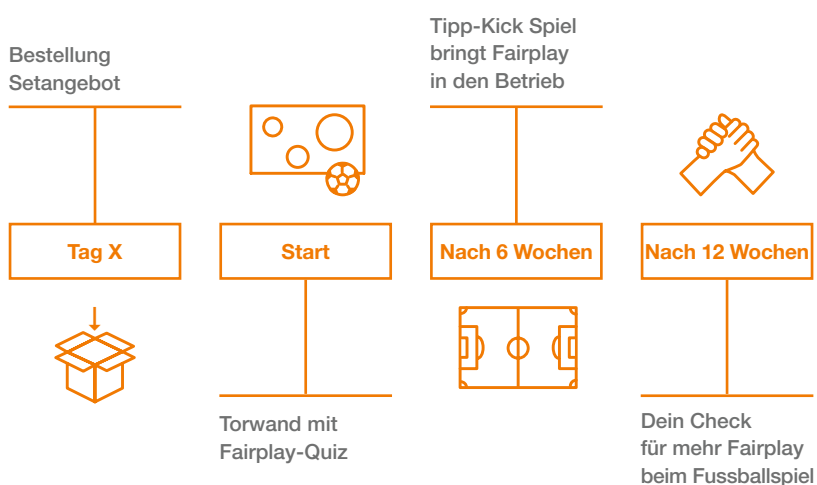 Bestellung
Setangebot
Tag X
Start
Torwand mit
Fairplay-Quiz
Tipp-Kick Spiel
bringt Fairplay
in den Betrieb
Nach 6 Wochen
Nach 12 Wochen
Dein Check
für mehr Fairplay
beim Fussballspiel